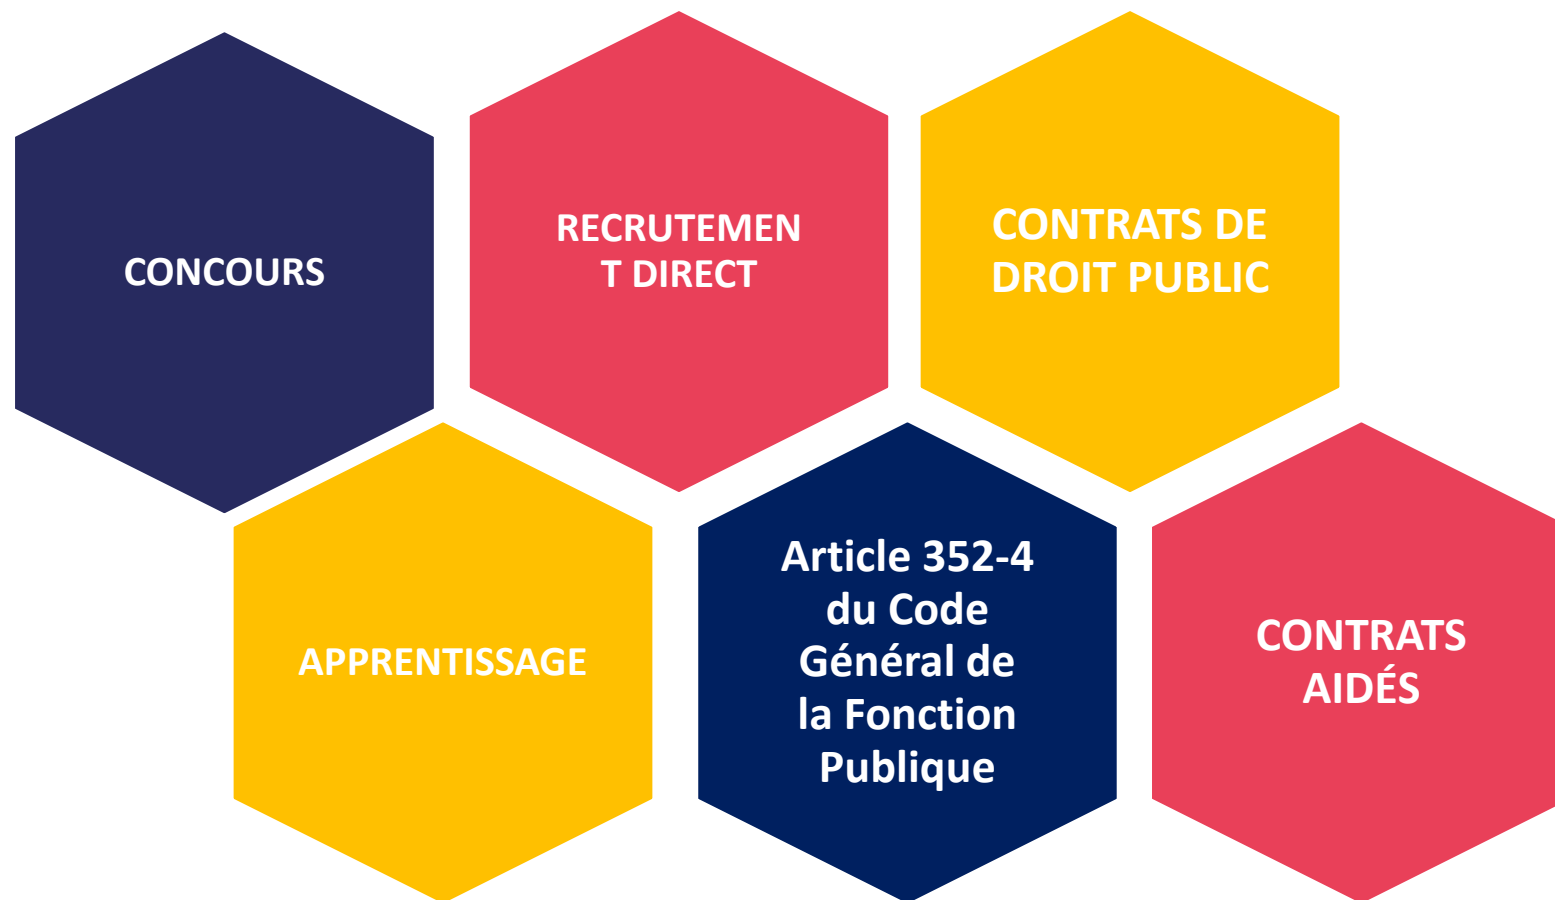 CONCOURS
RECRUTEMEN
T DIRECT
CONTRATS DE
DROIT PUBLIC
APPRENTISSAGE
Article 352-4
du Code
Général de
la Fonction
Publique
CONTRATS
AIDÉS